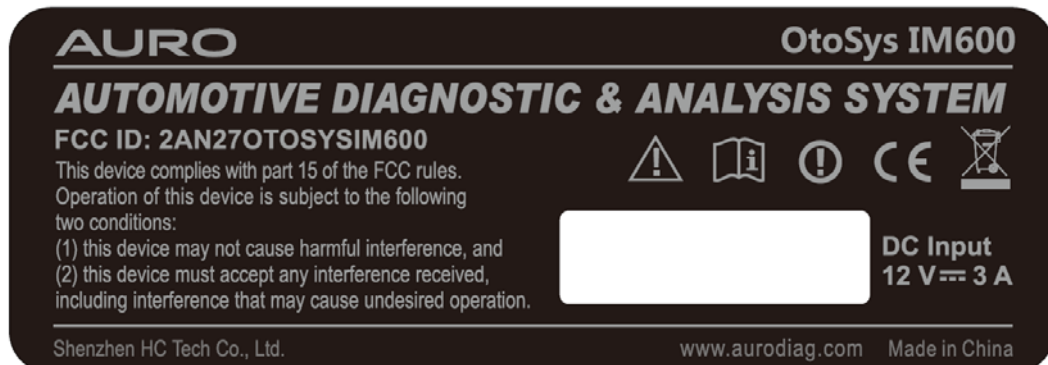 AURO
OtoSys IM600
AUTOMOTIVE DIAGNOSTIC & ANALYSIS SYSTEM
FCC ID: 2AN27OTOSYSIM600
This device complies with part 15 of the FCC rules.
Operation of this device is subject to the following
two conditions:
(1) this device may not cause harmful interference, and
(2) this device must accept any interference received,
including interference that may cause undesired operation.
CE
DC Input
12 V⎓ 3 A
Shenzhen HC Tech Co., Ltd.
www.aurodiag.com
Made in China